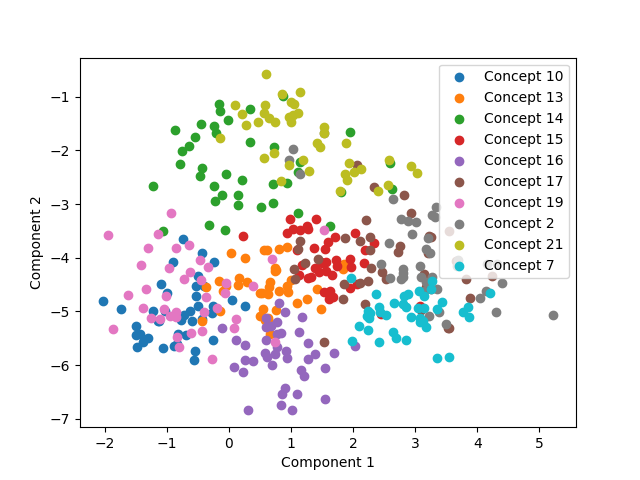 Concept 10
Concept 13
Concept 14
Concept 15
Concept 16
Concept 17
Concept 19
Concept 2
Concept 21
Concept 7
−1
−2
−3
−4
−5
−6
−7
Component 2
−2
−1
0
1
2
3
4
5
Component 1